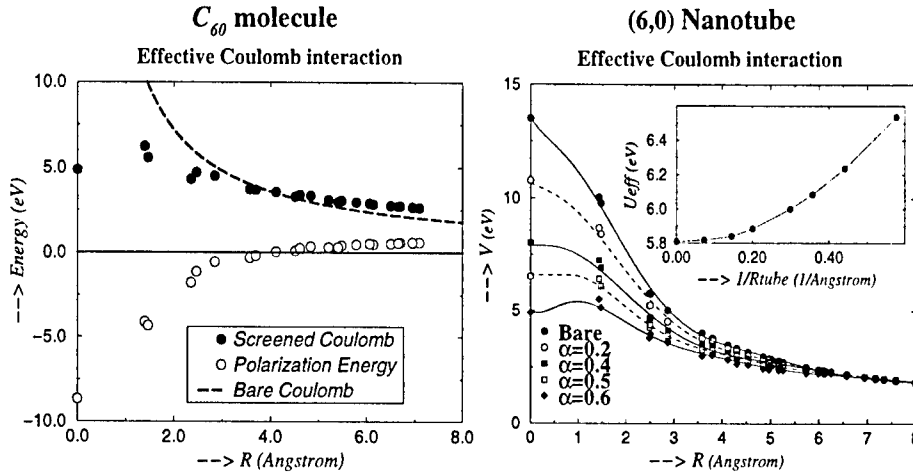 C60 molecule
Effective Coulomb interaction
10.0
5.0
0.0
−5.0
−10.0
---> Energy (eV)
Screened Coulomb
Polarization Energy
Bare Coulomb
0.0
2.0
4.0
6.0
8.0
---> R (Angstrom)
(6,0) Nanotube
Effective Coulomb interaction
15
10
5
0
---> V (eV)
6.4
6.2
6.0
5.8
Ueff (eV)
0.00
0.20
0.40
---> 1/Rtube (1/Angstrom)
Bare
α=0.2
α=0.4
α=0.5
α=0.6
0
1
2
3
4
5
6
7
8
---> R (Angstrom)